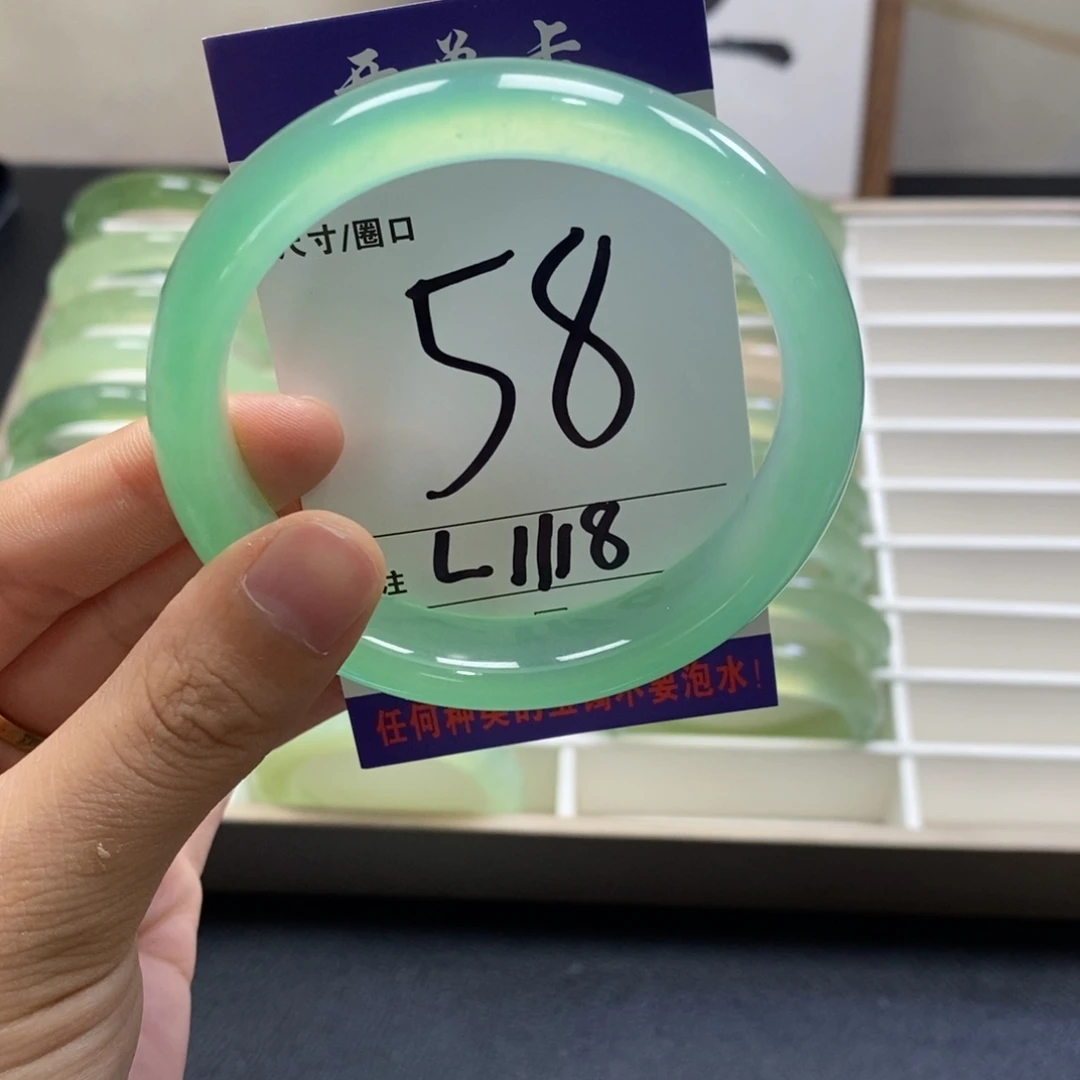 尺寸/圈口
58
注 L1118
任何种类的玉镯不要泡水!